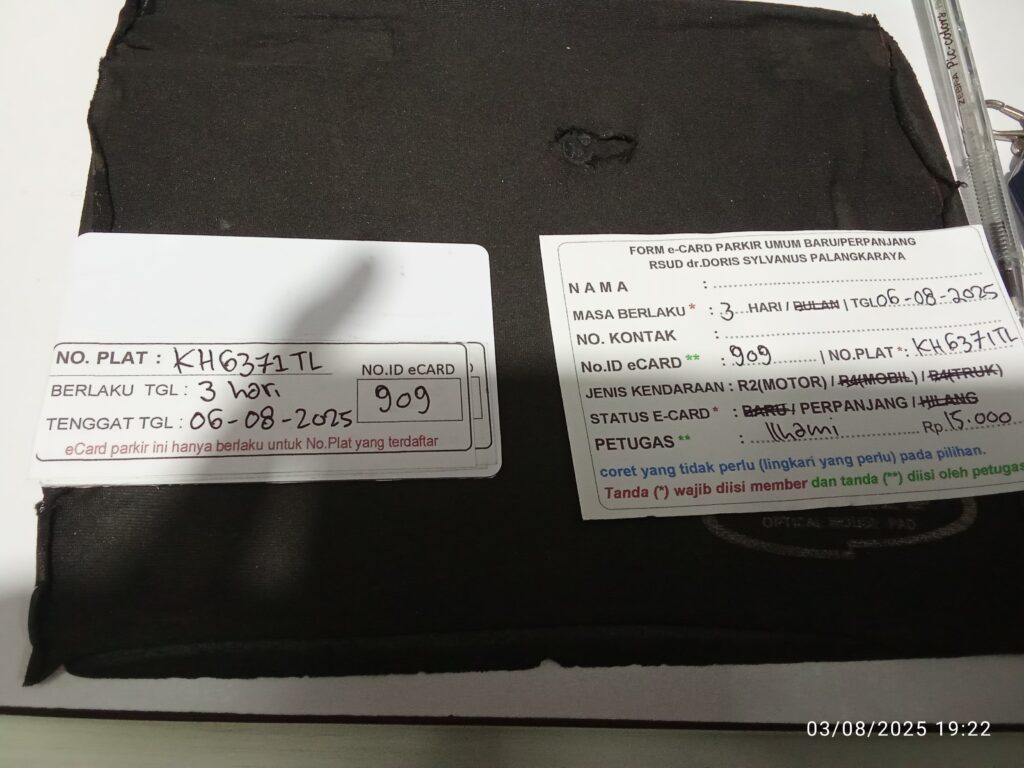 NO. PLAT : KH6371TL
BERLAKU TGL : 3 hari
TENGGAT TGL : 06-08-2025
NO.ID eCARD
909
eCard parkir ini hanya berlaku untuk No.Plat yang terdaftar
FORM e-CARD PARKIR UMUM BARU/PERPANJANG
RSUD dr.DORIS SYLVANUS PALANGKARAYA
NAMA :
MASA BERLAKU * : 3 HARI / BULAN | TGL 06-08-2025
NO. KONTAK :
No.ID eCARD ** : 909 | NO.PLAT *: KH6371TL
JENIS KENDARAAN : R2(MOTOR) / R4(MOBIL) / R4(TRUK)
STATUS E-CARD * : BARU / PERPANJANG / HILANG
PETUGAS ** : Ilhami Rp. 15.000
coret yang tidak perlu (lingkari yang perlu) pada pilihan.
Tanda (*) wajib diisi member dan tanda (**) diisi oleh petugas
OPTICAL MOUSE PAD
ZEBRA
03/08/2025 19:22